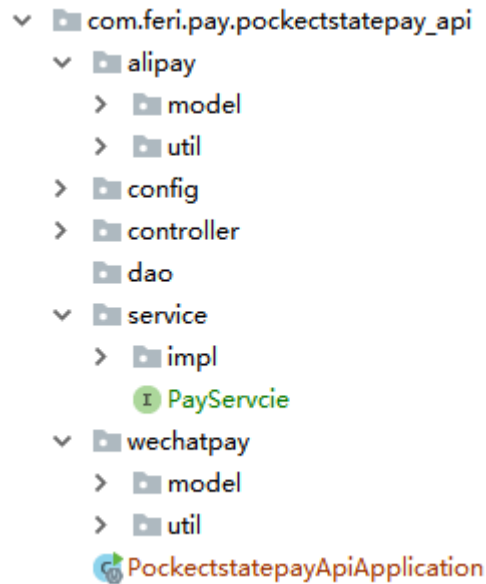 com.feri.pay.pockectstatepay_api
alipay
model
util
config
controller
dao
service
impl
PayServcie
wechatpay
model
util
PockectstatepayApiApplication